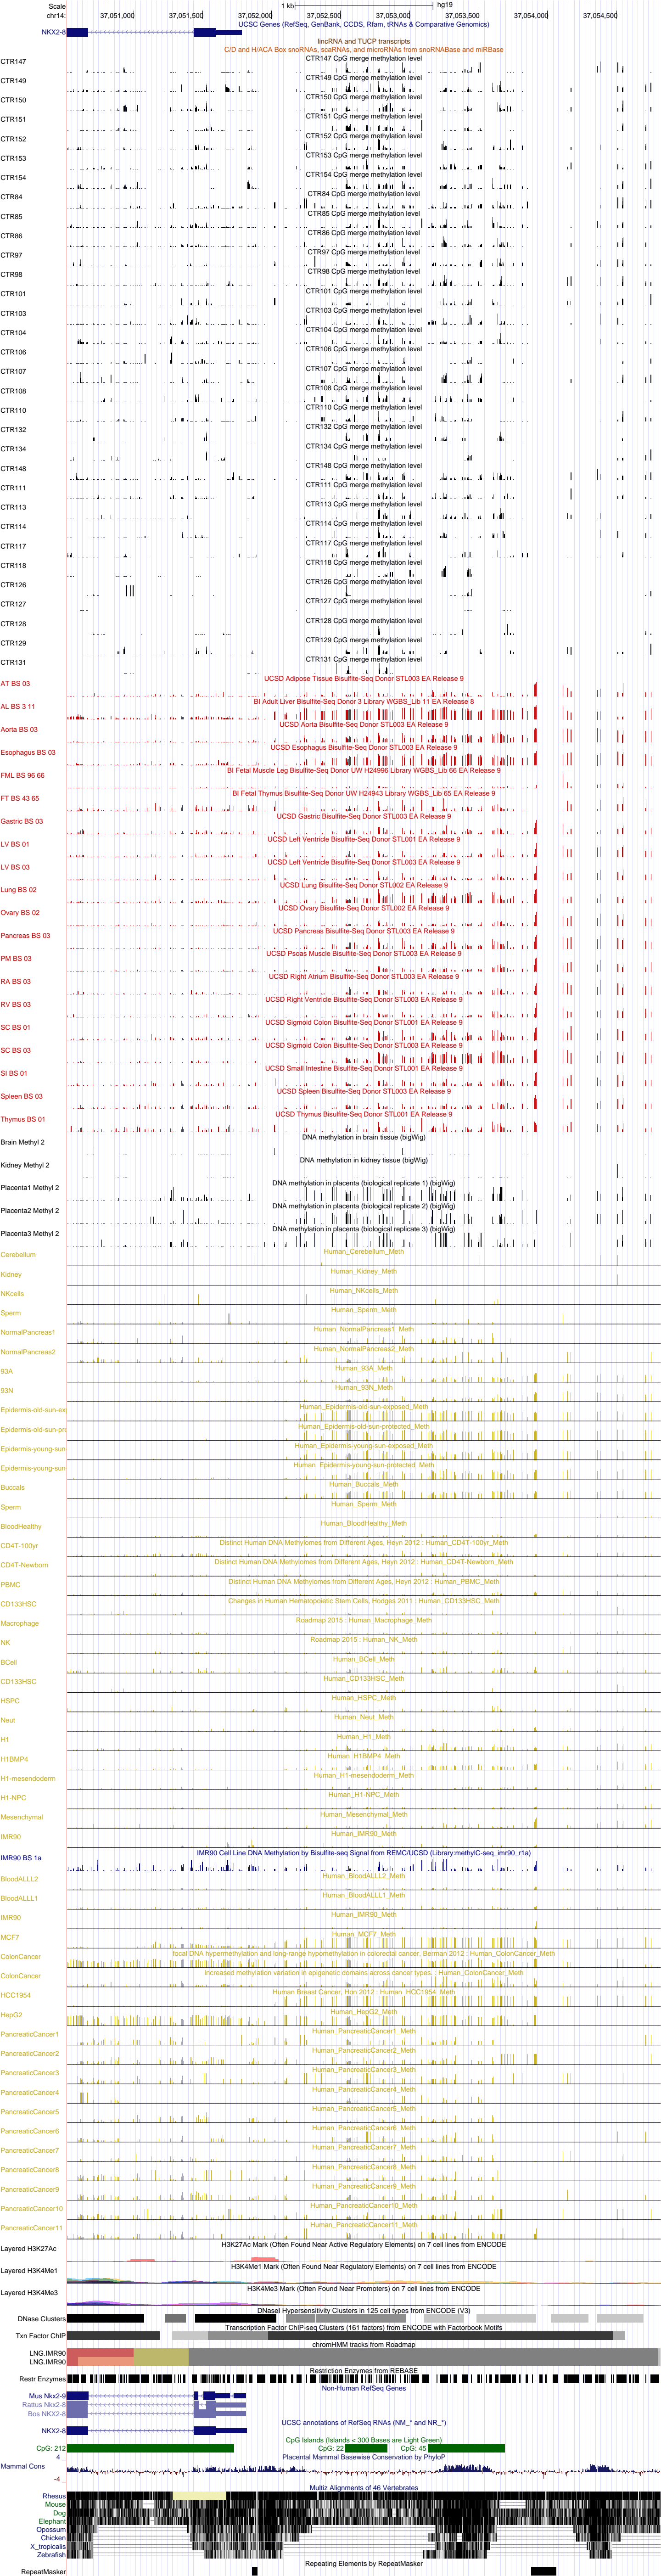 Scale 1 kb hg19
chr14: 37,051,000 37,051,500 37,052,000 37,052,500 37,053,000 37,053,500 37,054,000 37,054,500
UCSC Genes (RefSeq, GenBank, CCDS, Rfam, tRNAs & Comparative Genomics)
NKX2-8
lincRNA and TUCP transcripts
C/D and H/ACA Box snoRNAs, scaRNAs, and microRNAs from snoRNABase and miRBase
CTR147 CpG merge methylation level
CTR147
CTR149 CpG merge methylation level
CTR149
CTR150 CpG merge methylation level
CTR150
CTR151 CpG merge methylation level
CTR151
CTR152 CpG merge methylation level
CTR152
CTR153 CpG merge methylation level
CTR153
CTR154 CpG merge methylation level
CTR154
CTR84 CpG merge methylation level
CTR84
CTR85 CpG merge methylation level
CTR85
CTR86 CpG merge methylation level
CTR86
CTR97 CpG merge methylation level
CTR97
CTR98 CpG merge methylation level
CTR98
CTR101 CpG merge methylation level
CTR101
CTR103 CpG merge methylation level
CTR103
CTR104 CpG merge methylation level
CTR104
CTR106 CpG merge methylation level
CTR106
CTR107 CpG merge methylation level
CTR107
CTR108 CpG merge methylation level
CTR108
CTR110 CpG merge methylation level
CTR110
CTR132 CpG merge methylation level
CTR132
CTR134 CpG merge methylation level
CTR134
CTR148 CpG merge methylation level
CTR148
CTR111 CpG merge methylation level
CTR111
CTR113 CpG merge methylation level
CTR113
CTR114 CpG merge methylation level
CTR114
CTR117 CpG merge methylation level
CTR117
CTR118 CpG merge methylation level
CTR118
CTR126 CpG merge methylation level
CTR126
CTR127 CpG merge methylation level
CTR127
CTR128 CpG merge methylation level
CTR128
CTR129 CpG merge methylation level
CTR129
CTR131 CpG merge methylation level
CTR131
UCSD Adipose Tissue Bisulfite-Seq Donor STL003 EA Release 9
AT BS 03
BI Adult Liver Bisulfite-Seq Donor 3 Library WGBS_Lib 11 EA Release 8
AL BS 3 11
UCSD Aorta Bisulfite-Seq Donor STL003 EA Release 9
Aorta BS 03
UCSD Esophagus Bisulfite-Seq Donor STL003 EA Release 9
Esophagus BS 03
BI Fetal Muscle Leg Bisulfite-Seq Donor UW H24996 Library WGBS_Lib 66 EA Release 9
FML BS 96 66
BI Fetal Thymus Bisulfite-Seq Donor UW H24943 Library WGBS_Lib 65 EA Release 9
FT BS 43 65
UCSD Gastric Bisulfite-Seq Donor STL003 EA Release 9
Gastric BS 03
UCSD Left Ventricle Bisulfite-Seq Donor STL001 EA Release 9
LV BS 01
UCSD Left Ventricle Bisulfite-Seq Donor STL003 EA Release 9
LV BS 03
UCSD Lung Bisulfite-Seq Donor STL002 EA Release 9
Lung BS 02
UCSD Ovary Bisulfite-Seq Donor STL002 EA Release 9
Ovary BS 02
UCSD Pancreas Bisulfite-Seq Donor STL003 EA Release 9
Pancreas BS 03
UCSD Psoas Muscle Bisulfite-Seq Donor STL003 EA Release 9
PM BS 03
UCSD Right Atrium Bisulfite-Seq Donor STL003 EA Release 9
RA BS 03
UCSD Right Ventricle Bisulfite-Seq Donor STL003 EA Release 9
RV BS 03
UCSD Sigmoid Colon Bisulfite-Seq Donor STL001 EA Release 9
SC BS 01
UCSD Sigmoid Colon Bisulfite-Seq Donor STL003 EA Release 9
SC BS 03
UCSD Small Intestine Bisulfite-Seq Donor STL001 EA Release 9
SI BS 01
UCSD Spleen Bisulfite-Seq Donor STL003 EA Release 9
Spleen BS 03
UCSD Thymus Bisulfite-Seq Donor STL001 EA Release 9
Thymus BS 01
DNA methylation in brain tissue (bigWig)
Brain Methyl 2
DNA methylation in kidney tissue (bigWig)
Kidney Methyl 2
DNA methylation in placenta (biological replicate 1) (bigWig)
Placenta1 Methyl 2
DNA methylation in placenta (biological replicate 2) (bigWig)
Placenta2 Methyl 2
DNA methylation in placenta (biological replicate 3) (bigWig)
Placenta3 Methyl 2
Human_Cerebellum_Meth
Cerebellum
Human_Kidney_Meth
Kidney
Human_NKcells_Meth
NKcells
Human_Sperm_Meth
Sperm
Human_NormalPancreas1_Meth
NormalPancreas1
Human_NormalPancreas2_Meth
NormalPancreas2
Human_93A_Meth
93A
Human_93N_Meth
93N
Human_Epidermis-old-sun-exposed_Meth
Epidermis-old-sun-ex
Human_Epidermis-old-sun-protected_Meth
Epidermis-old-sun-pr
Human_Epidermis-young-sun-exposed_Meth
Epidermis-young-sun
Human_Epidermis-young-sun-protected_Meth
Epidermis-young-sun
Human_Buccals_Meth
Buccals
Human_Sperm_Meth
Sperm
Human_BloodHealthy_Meth
BloodHealthy
Distinct Human DNA Methylomes from Different Ages, Heyn 2012 : Human_CD4T-100yr_Meth
CD4T-100yr
Distinct Human DNA Methylomes from Different Ages, Heyn 2012 : Human_CD4T-Newborn_Meth
CD4T-Newborn
Distinct Human DNA Methylomes from Different Ages, Heyn 2012 : Human_PBMC_Meth
PBMC
Changes in Human Hematopoietic Stem Cells, Hodges 2011 : Human_CD133HSC_Meth
CD133HSC
Roadmap 2015 : Human_Macrophage_Meth
Macrophage
Roadmap 2015 : Human_NK_Meth
NK
Human_BCell_Meth
BCell
Human_CD133HSC_Meth
CD133HSC
Human_HSPC_Meth
HSPC
Human_Neut_Meth
Neut
Human_H1_Meth
H1
Human_H1BMP4_Meth
H1BMP4
Human_H1-mesendoderm_Meth
H1-mesendoderm
Human_H1-NPC_Meth
H1-NPC
Human_Mesenchymal_Meth
Mesenchymal
Human_IMR90_Meth
IMR90
IMR90 Cell Line DNA Methylation by Bisulfite-seq Signal from REMC/UCSD (Library:methylC-seq_imr90_r1a)
IMR90 BS 1a
Human_BloodALLL2_Meth
BloodALLL2
Human_BloodALLL1_Meth
BloodALLL1
Human_IMR90_Meth
IMR90
Human_MCF7_Meth
MCF7
focal DNA hypermethylation and long-range hypomethylation in colorectal cancer, Berman 2012 : Human_ColonCancer_Meth
ColonCancer
Increased methylation variation in epigenetic domains across cancer types. : Human_ColonCancer_Meth
ColonCancer
Human Breast Cancer, Hon 2012 : Human_HCC1954_Meth
HCC1954
Human_HepG2_Meth
HepG2
Human_PancreaticCancer1_Meth
PancreaticCancer1
Human_PancreaticCancer2_Meth
PancreaticCancer2
Human_PancreaticCancer3_Meth
PancreaticCancer3
Human_PancreaticCancer4_Meth
PancreaticCancer4
Human_PancreaticCancer5_Meth
PancreaticCancer5
Human_PancreaticCancer6_Meth
PancreaticCancer6
Human_PancreaticCancer7_Meth
PancreaticCancer7
Human_PancreaticCancer8_Meth
PancreaticCancer8
Human_PancreaticCancer9_Meth
PancreaticCancer9
Human_PancreaticCancer10_Meth
PancreaticCancer10
Human_PancreaticCancer11_Meth
PancreaticCancer11
H3K27Ac Mark (Often Found Near Active Regulatory Elements) on 7 cell lines from ENCODE
Layered H3K27Ac
H3K4Me1 Mark (Often Found Near Regulatory Elements) on 7 cell lines from ENCODE
Layered H3K4Me1
H3K4Me3 Mark (Often Found Near Promoters) on 7 cell lines from ENCODE
Layered H3K4Me3
DNaseI Hypersensitivity Clusters in 125 cell types from ENCODE (V3)
DNase Clusters
Transcription Factor ChIP-seq Clusters (161 factors) from ENCODE with Factorbook Motifs
Txn Factor ChIP
chromHMM tracks from Roadmap
LNG.IMR90
LNG.IMR90
Restriction Enzymes from REBASE
Restr Enzymes
Non-Human RefSeq Genes
Mus Nkx2-9
Rattus Nkx2-8
Bos NKX2-8
UCSC annotations of RefSeq RNAs (NM_* and NR_*)
NKX2-8
CpG Islands (Islands < 300 Bases are Light Green)
CpG: 212 CpG: 22 CpG: 45
Placental Mammal Basewise Conservation by PhyloP
4 _
Mammal Cons
-4 _
Multiz Alignments of 46 Vertebrates
Rhesus
Mouse
Dog
Elephant
Opossum
Chicken
X_tropicalis
Zebrafish
Repeating Elements by RepeatMasker
RepeatMasker